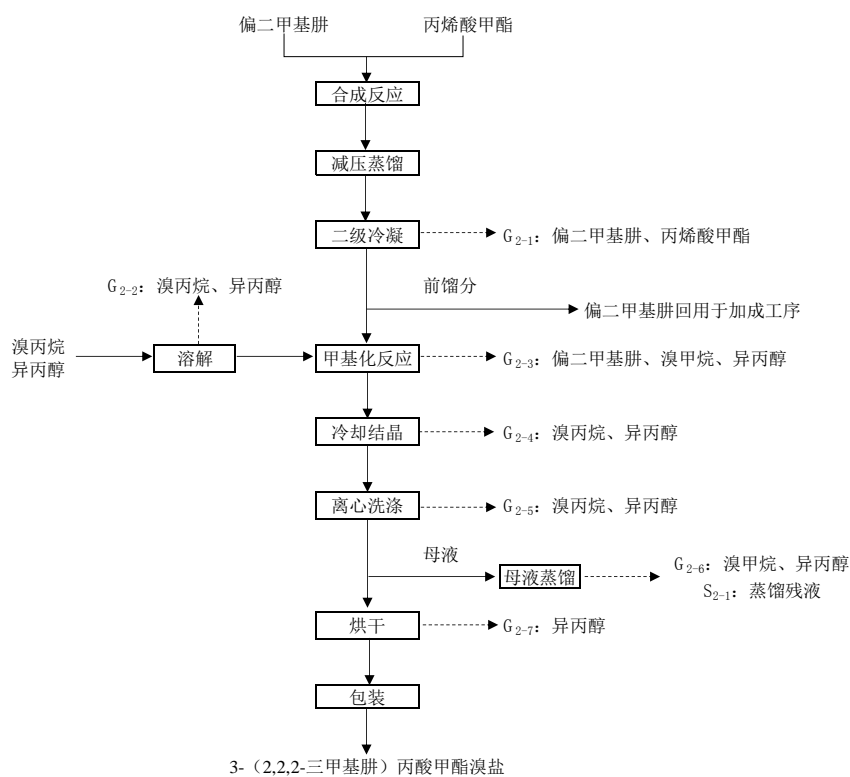 偏二甲基肼
丙烯酸甲酯
合成反应
减压蒸馏
二级冷凝
G2-1：偏二甲基肼、丙烯酸甲酯
G2-2：溴丙烷、异丙醇
前馏分
偏二甲基肼回用于加成工序
溴丙烷
异丙醇
溶解
甲基化反应
G2-3：偏二甲基肼、溴甲烷、异丙醇
冷却结晶
G2-4：溴丙烷、异丙醇
离心洗涤
G2-5：溴丙烷、异丙醇
母液
母液蒸馏
G2-6：溴甲烷、异丙醇
S2-1：蒸馏残液
烘干
G2-7：异丙醇
包装
3-（2,2,2-三甲基肼）丙酸甲酯溴盐